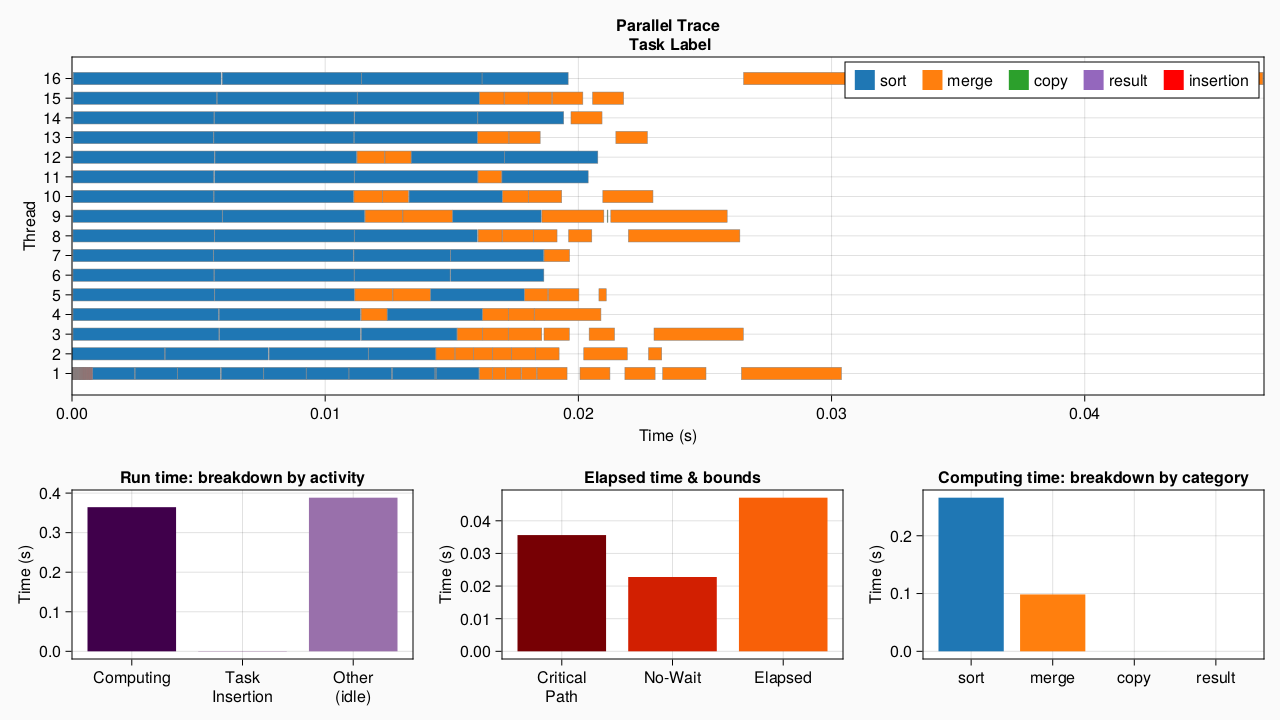 Parallel Trace
Task Label
sort merge copy result insertion
Thread
16
15
14
13
12
11
10
9
8
7
6
5
4
3
2
1
0.00 0.01 0.02 0.03 0.04
Time (s)
Run time: breakdown by activity
Time (s)
0.4
0.3
0.2
0.1
0.0
Computing Task Insertion Other (idle)
Elapsed time & bounds
Time (s)
0.04
0.03
0.02
0.01
0.00
Critical Path No-Wait Elapsed
Computing time: breakdown by category
Time (s)
0.2
0.1
0.0
sort merge copy result